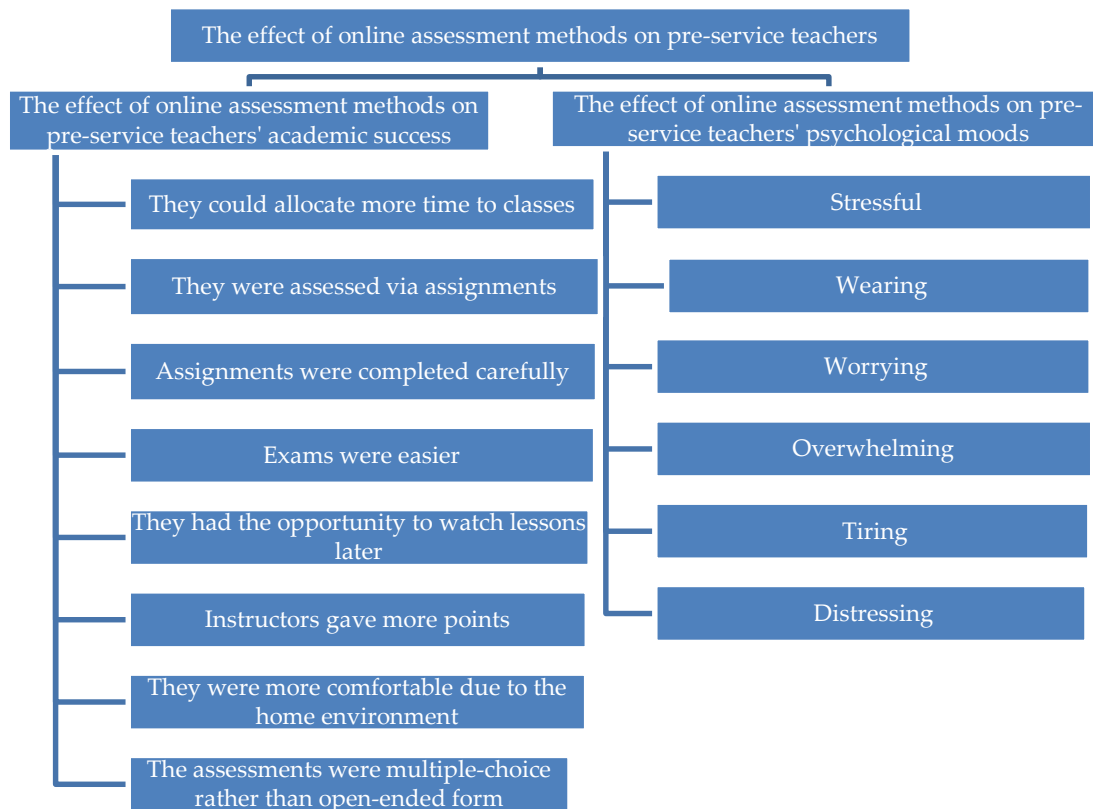 The effect of online assessment methods on pre-service teachers
The effect of online assessment methods on
pre-service teachers' academic success
They could allocate more time to classes
They were assessed via assignments
Assignments were completed carefully
Exams were easier
They had the opportunity to watch lessons
later
Instructors gave more points
They were more comfortable due to the
home environment
The assessments were multiple-choice
rather than open-ended form
The effect of online assessment methods on pre-
service teachers' psychological moods
Stressful
Wearing
Worrying
Overwhelming
Tiring
Distressing